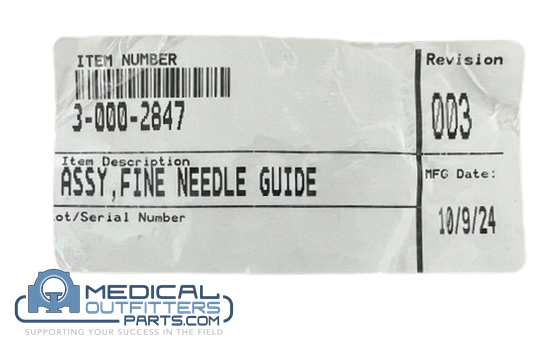 ITEM NUMBER
3-000-2847
Revision
003
Item Description
ASSY,FINE NEEDLE GUIDE
MFG Date:
10/9/24
ot/Serial Number
MEDICAL
OUTFITTERS
PARTS.COM
SUPPORTING YOUR SUCCESS IN THE FIELD